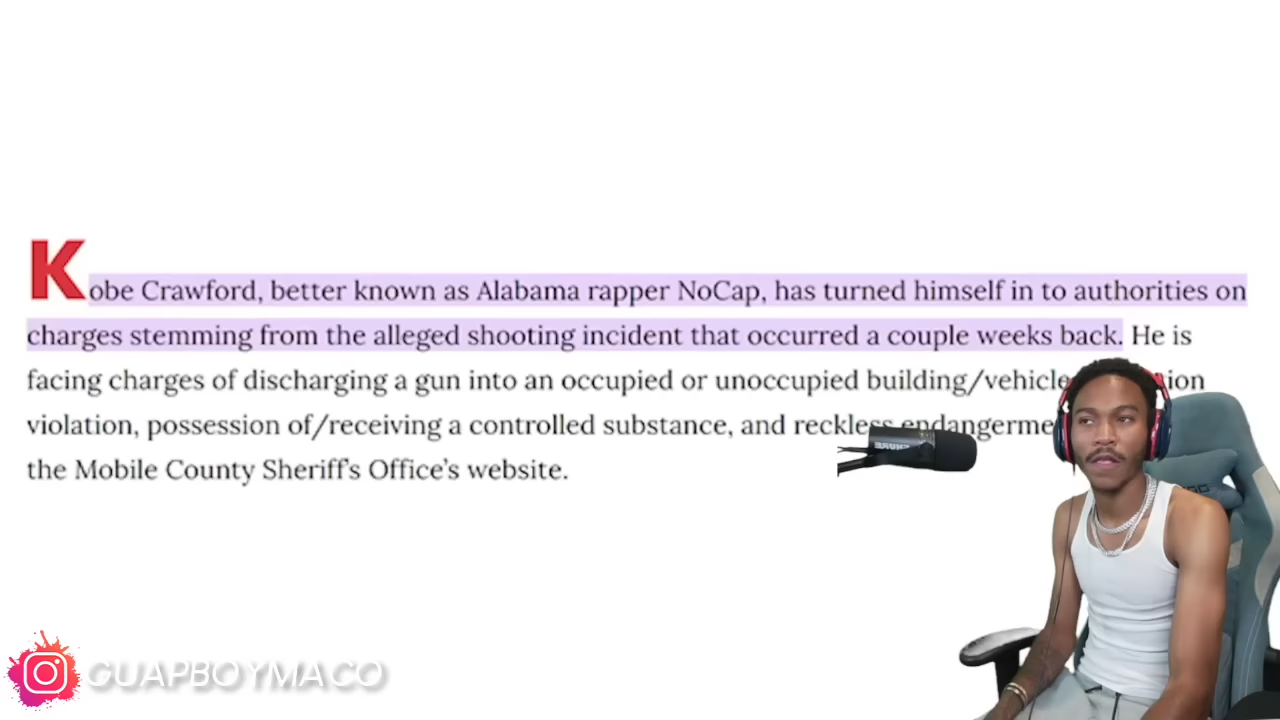 Kobe Crawford, better known as Alabama rapper NoCap, has turned himself in to authorities on
charges stemming from the alleged shooting incident that occurred a couple weeks back. He is
facing charges of discharging a gun into an occupied or unoccupied building/vehicle
violation, possession of/receiving a controlled substance, and reckless
the Mobile County Sheriff's Office's website.
SHURE
GUAPBOYMACO